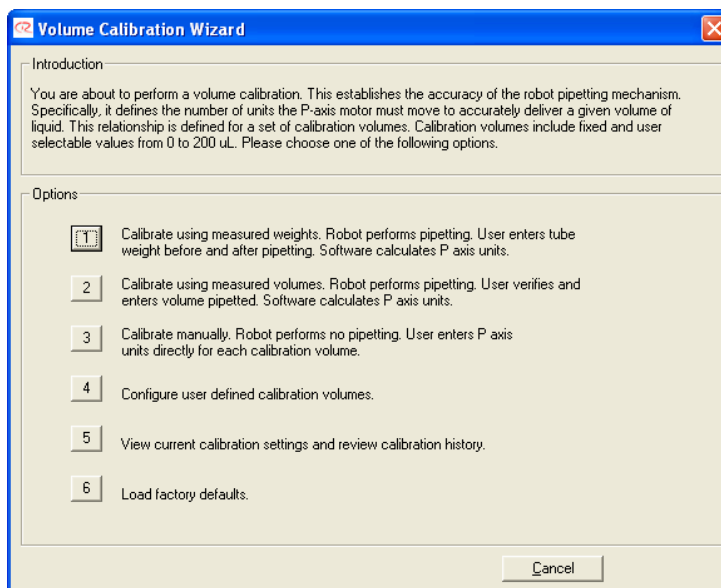 Volume Calibration Wizard
Introduction
You are about to perform a volume calibration. This establishes the accuracy of the robot pipetting mechanism.
Specifically, it defines the number of units the P-axis motor must move to accurately deliver a given volume of
liquid. This relationship is defined for a set of calibration volumes. Calibration volumes include fixed and user
selectable values from 0 to 200 uL. Please choose one of the following options.
Options
1 Calibrate using measured weights. Robot performs pipetting. User enters tube
weight before and after pipetting. Software calculates P axis units.
2 Calibrate using measured volumes. Robot performs pipetting. User verifies and
enters volume pipetted. Software calculates P axis units.
3 Calibrate manually. Robot performs no pipetting. User enters P axis
units directly for each calibration volume.
4 Configure user defined calibration volumes.
5 View current calibration settings and review calibration history.
6 Load factory defaults.
Cancel